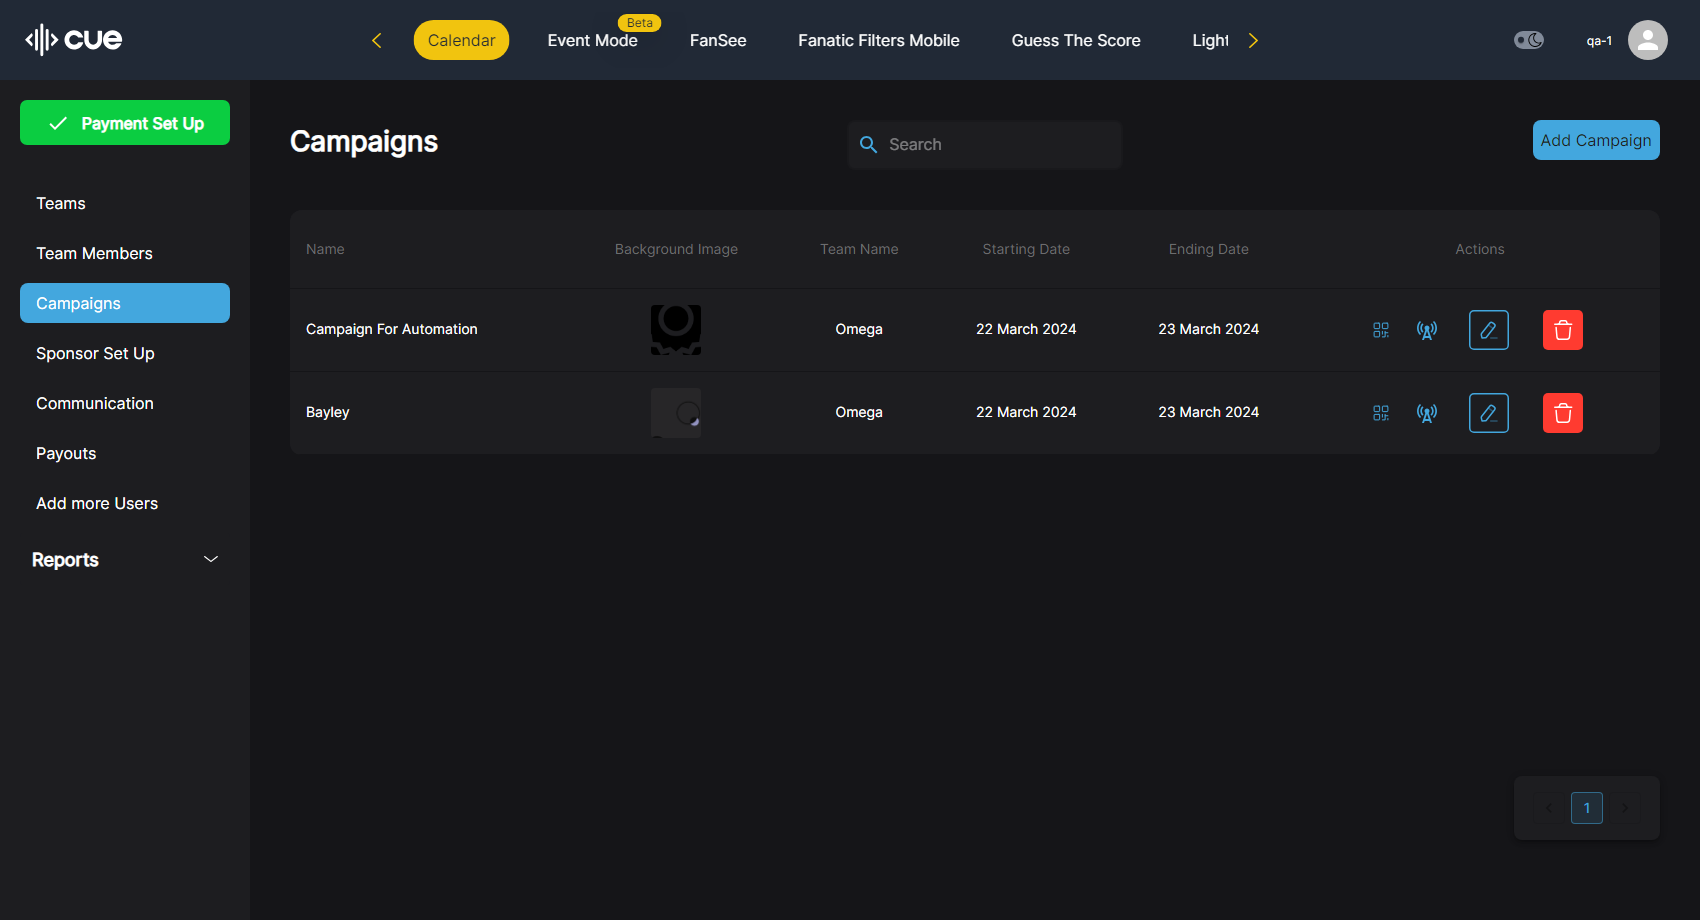 cue
Calendar
Event Mode
Beta
FanSee
Fanatic Filters Mobile
Guess The Score
Light
qa-1
Payment Set Up
Teams
Team Members
Campaigns
Sponsor Set Up
Communication
Payouts
Add more Users
Reports
Campaigns
Search
Add Campaign
Name Background Image Team Name Starting Date Ending Date Actions
Campaign For Automation Omega 22 March 2024 23 March 2024
Bayley Omega 22 March 2024 23 March 2024
1